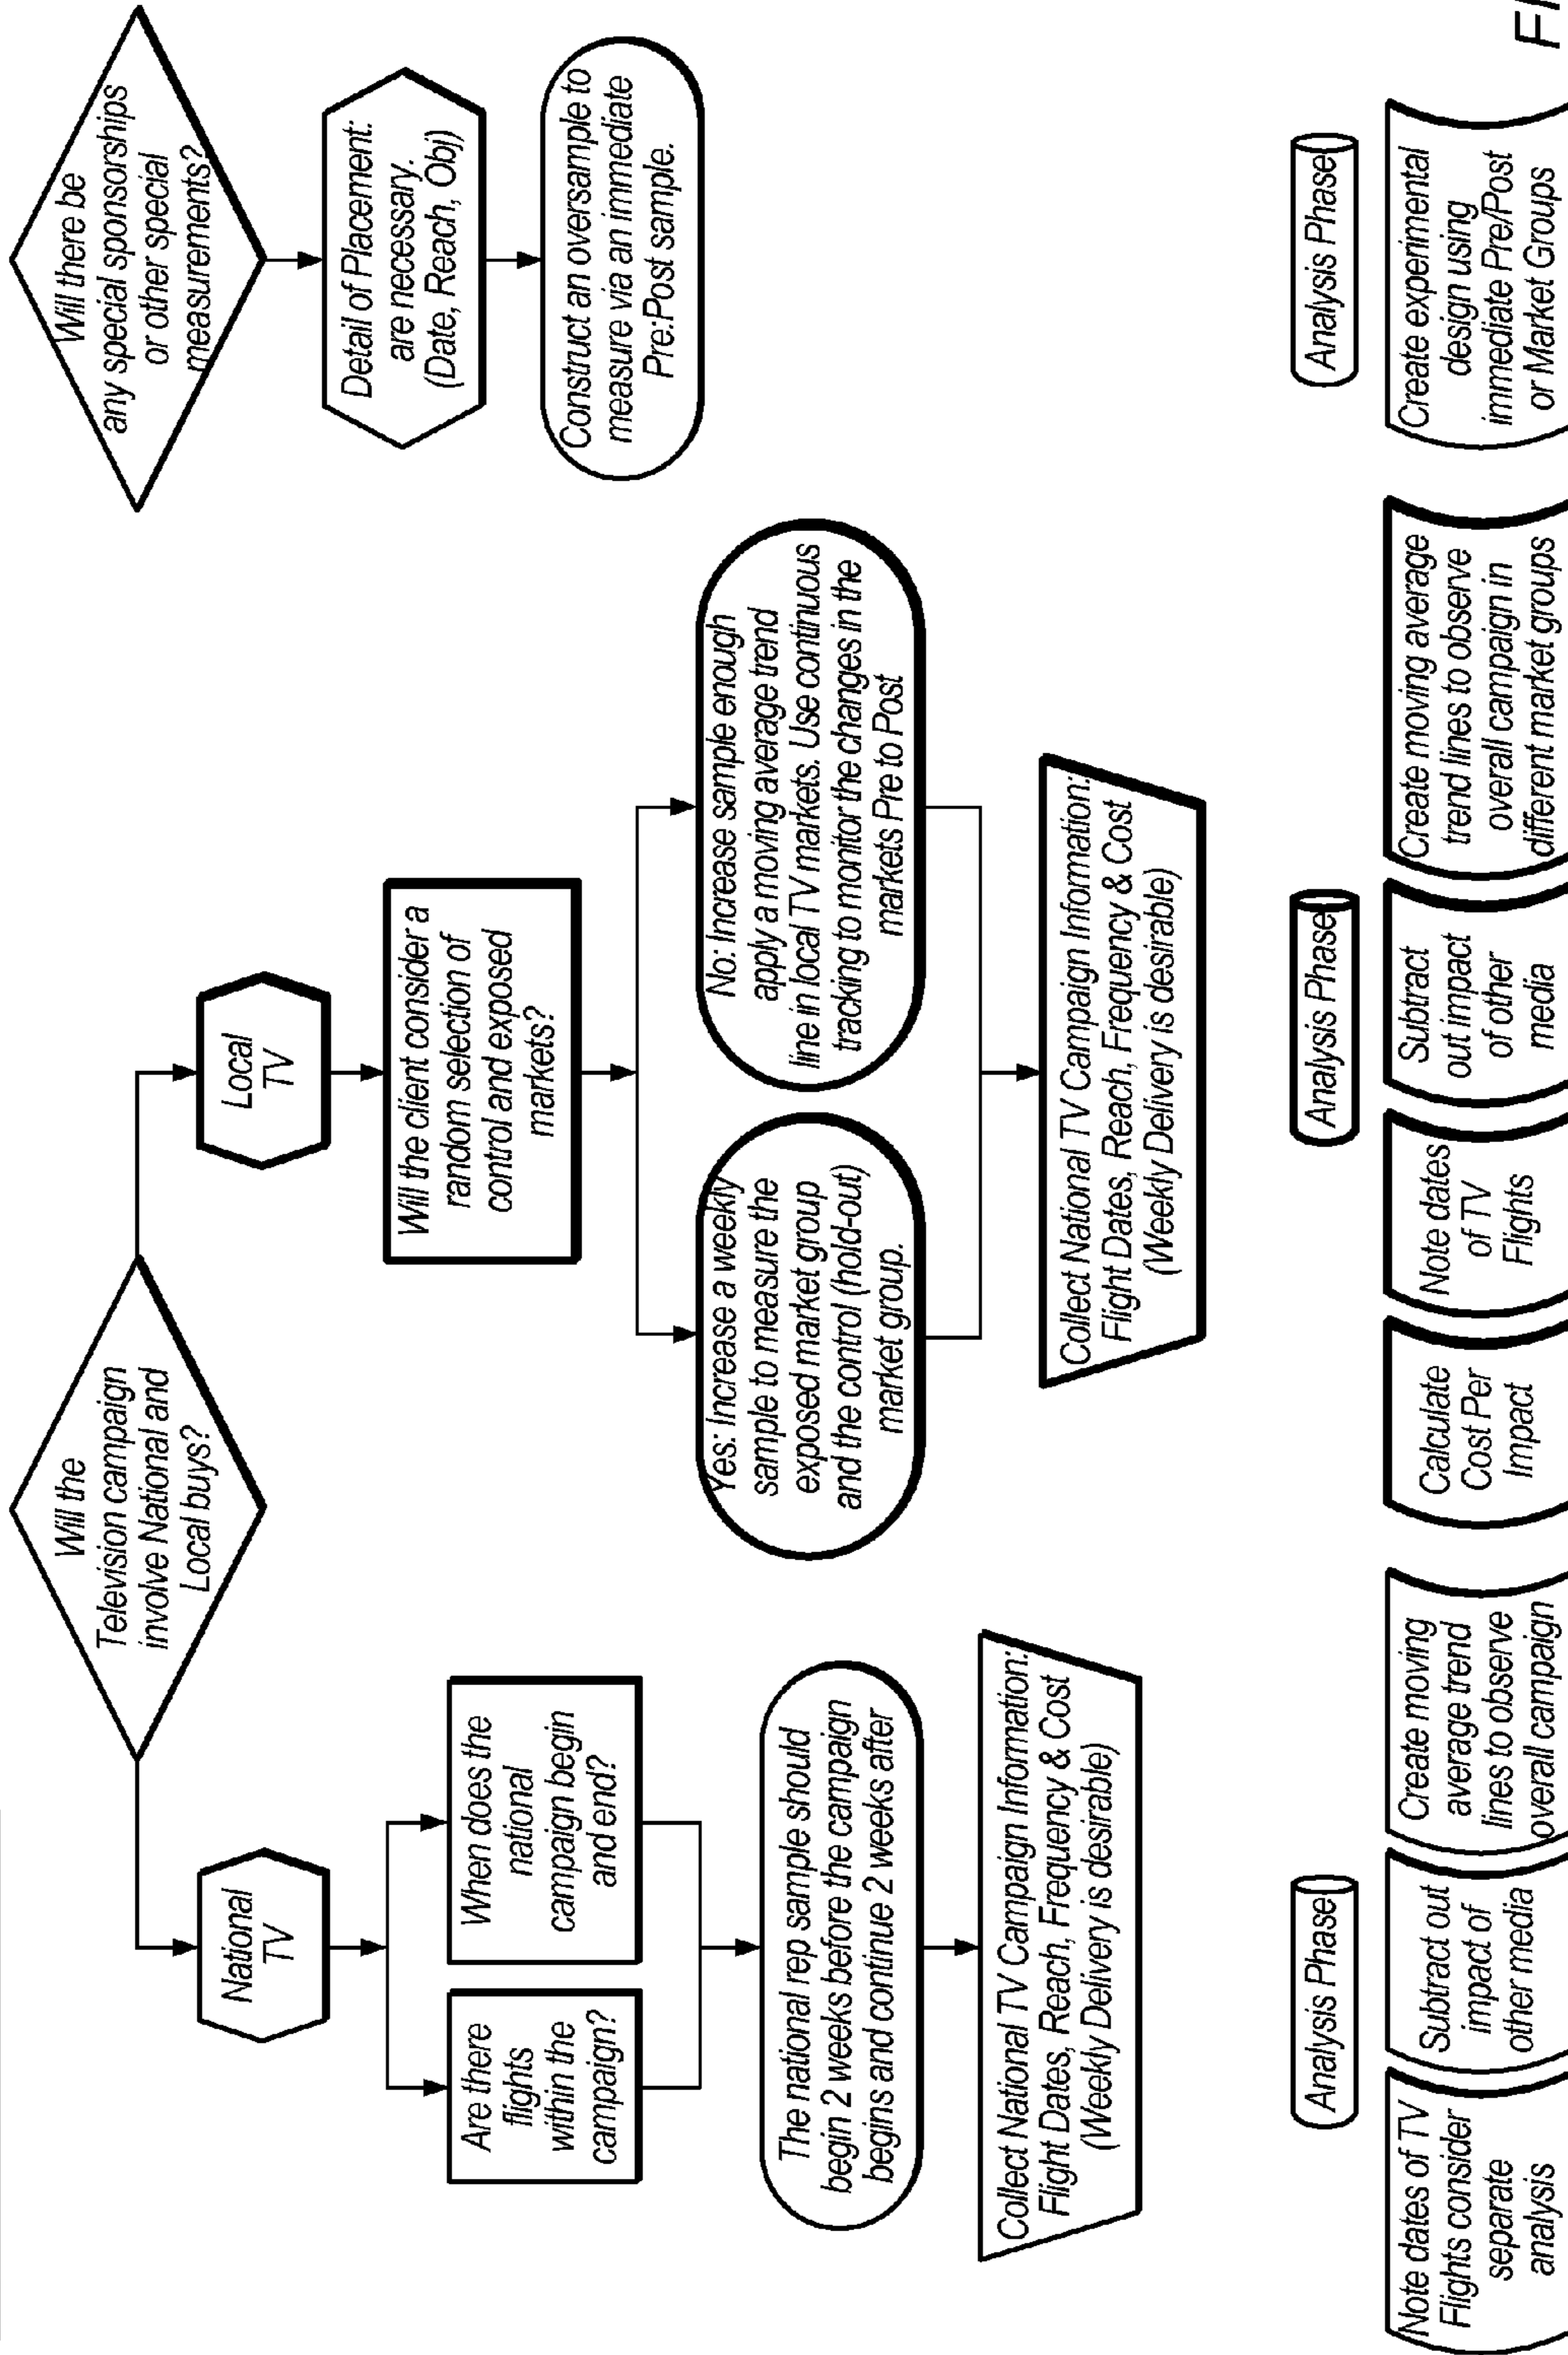 Will the
Television campaign
involve National and
Local buys?
National
TV
Are there
flights
within the
campaign?
When does the
national
campaign begin
and end?
The national rep sample should
begin 2 weeks before the campaign
begins and continue 2 weeks after
Collect National TV Campaign Information:
Flight Dates, Reach, Frequency & Cost
(Weekly Delivery is desirable)
Local
TV
Will the client consider a
random selection of
control and exposed
markets?
Yes: Increase a weekly
sample to measure the
exposed market group
and the control (hold-out)
market group.
No: Increase sample enough
apply a moving average trend
line in local TV markets. Use continuous
tracking to monitor the changes in the
markets Pre to Post
Collect National TV Campaign Information:
Flight Dates, Reach, Frequency & Cost
(Weekly Delivery is desirable)
Will there be
any special sponsorships
or other special
measurements?
Detail of Placement:
are necessary.
(Date, Reach, Obj)
Construct an oversample to
measure via an immediate
Pre:Post sample.
Analysis Phase
Note dates of TV
Flights consider
separate
analysis
Subtract out
impact of
other media
Create moving
average trend
lines to observe
overall campaign
Analysis Phase
Calculate
Cost Per
Impact
Note dates
of TV
Flights
Subtract
out impact
of other
media
Create moving average
trend lines to observe
overall campaign in
different market groups
Analysis Phase
Create experimental
design using
immediate Pre/Post
or Market Groups